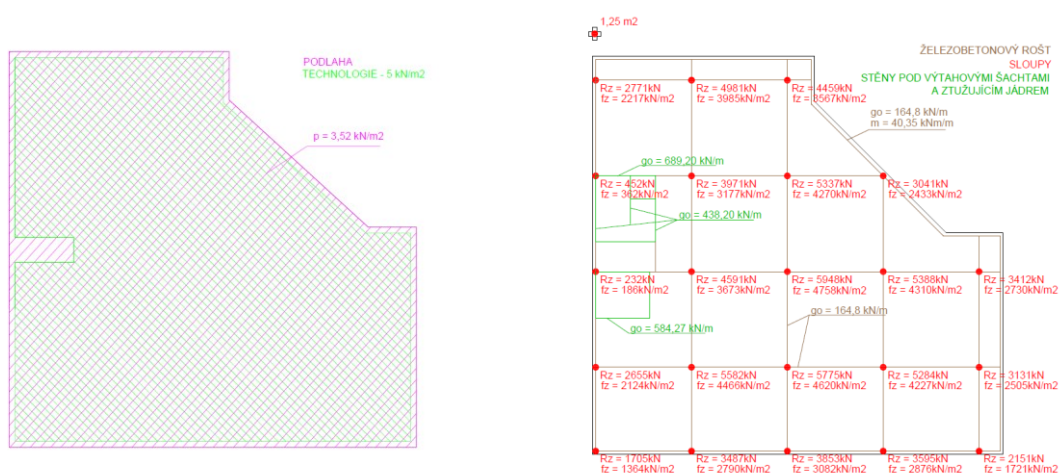 PODLAHA
TECHNOLOGIE - 5 kN/m2
p = 3,52 kN/m2
1,25 m2
ŽELEZOBETONOVÝ ROŠT
SLOUPY
STĚNY POD VÝTAHOVÝMI ŠACHTAMI
A ZTUŽUJÍCÍM JÁDREM
Rz = 2771kN
fz = 2217kN/m2
Rz = 4981kN
fz = 3985kN/m2
Rz = 4459kN
fz = 3567kN/m2
go = 164,8 kN/m
m = 40,35 kNm/m
go = 689,20 kN/m
Rz = 452kN
fz = 362kN/m2
Rz = 3971kN
fz = 3177kN/m2
Rz = 5337kN
fz = 4270kN/m2
Rz = 3041kN
fz = 2433kN/m2
go = 438,20 kN/m
Rz = 232kN
fz = 186kN/m2
Rz = 4591kN
fz = 3673kN/m2
Rz = 5948kN
fz = 4758kN/m2
Rz = 5388kN
fz = 4310kN/m2
Rz = 3412kN
fz = 2730kN/m2
go = 164,8 kN/m
go = 584,27 kN/m
Rz = 2655kN
fz = 2124kN/m2
Rz = 5582kN
fz = 4466kN/m2
Rz = 5775kN
fz = 4620kN/m2
Rz = 5284kN
fz = 4227kN/m2
Rz = 3131kN
fz = 2505kN/m2
Rz = 1705kN
fz = 1364kN/m2
Rz = 3487kN
fz = 2790kN/m2
Rz = 3853kN
fz = 3082kN/m2
Rz = 3595kN
fz = 2876kN/m2
Rz = 2151kN
fz = 1721kN/m2